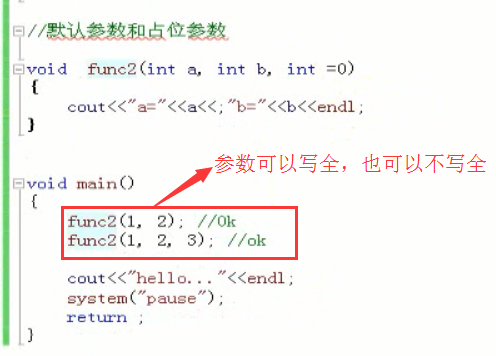 //默认参数和占位参数
void  func2(int a, int b, int =0)
{
cout<<"a="<<a<<;"b="<<b<<endl;
}
参数可以写全，也可以不写全
void main()
{
func2(1, 2); //Ok
func2(1, 2, 3); //ok
cout<<"hello..."<<endl;
system("pause");
return ;
}